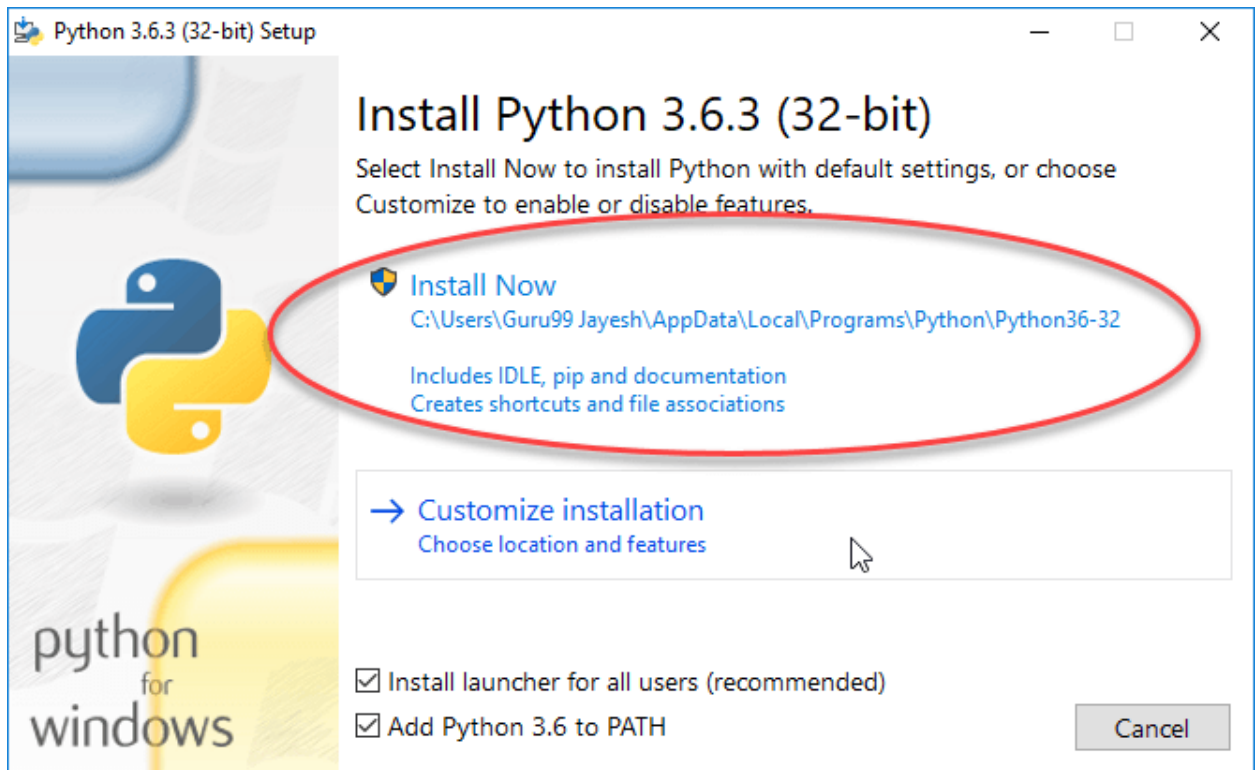 Python 3.6.3 (32-bit) Setup
Install Python 3.6.3 (32-bit)
Select Install Now to install Python with default settings, or choose
Customize to enable or disable features.
Install Now
C:\Users\Guru99 Jayesh\AppData\Local\Programs\Python\Python36-32
Includes IDLE, pip and documentation
Creates shortcuts and file associations
Customize installation
Choose location and features
python
for
windows
Install launcher for all users (recommended)
Add Python 3.6 to PATH
Cancel